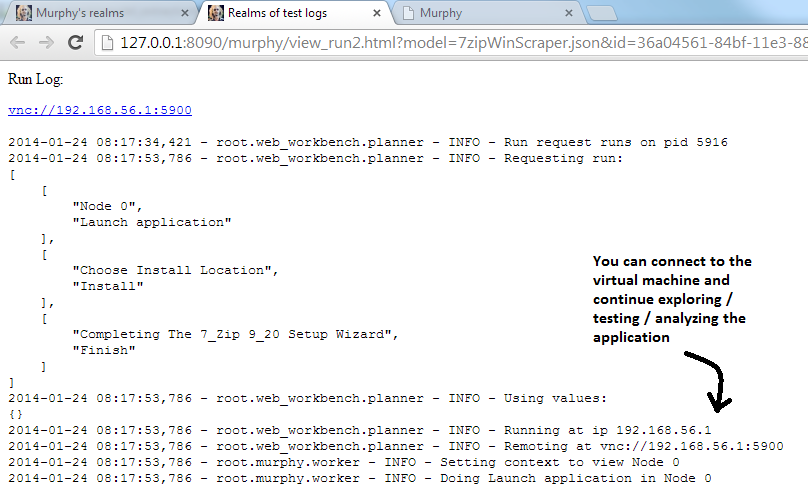 Murphy's realms
Realms of test logs
Murphy
127.0.0.1:8090/murphy/view_run2.html?model=7zipWinScraper.json&id=36a04561-84bf-11e3-88
Run Log:
vnc://192.168.56.1:5900
2014-01-24 08:17:34,421 - root.web_workbench.planner - INFO - Run request runs on pid 5916
2014-01-24 08:17:53,786 - root.web_workbench.planner - INFO - Requesting run:
[
[
"Node 0",
"Launch application"
],
[
"Choose Install Location",
"Install"
],
[
"Completing The 7_Zip 9_20 Setup Wizard",
"Finish"
]
]
You can connect to the
virtual machine and
continue exploring /
testing / analyzing the
application
2014-01-24 08:17:53,786 - root.web_workbench.planner - INFO - Using values:
{}
2014-01-24 08:17:53,786 - root.web_workbench.planner - INFO - Running at ip 192.168.56.1
2014-01-24 08:17:53,786 - root.web_workbench.planner - INFO - Remoting at vnc://192.168.56.1:5900
2014-01-24 08:17:53,786 - root.murphy.worker - INFO - Setting context to view Node 0
2014-01-24 08:17:53,786 - root.murphy.worker - INFO - Doing Launch application in Node 0